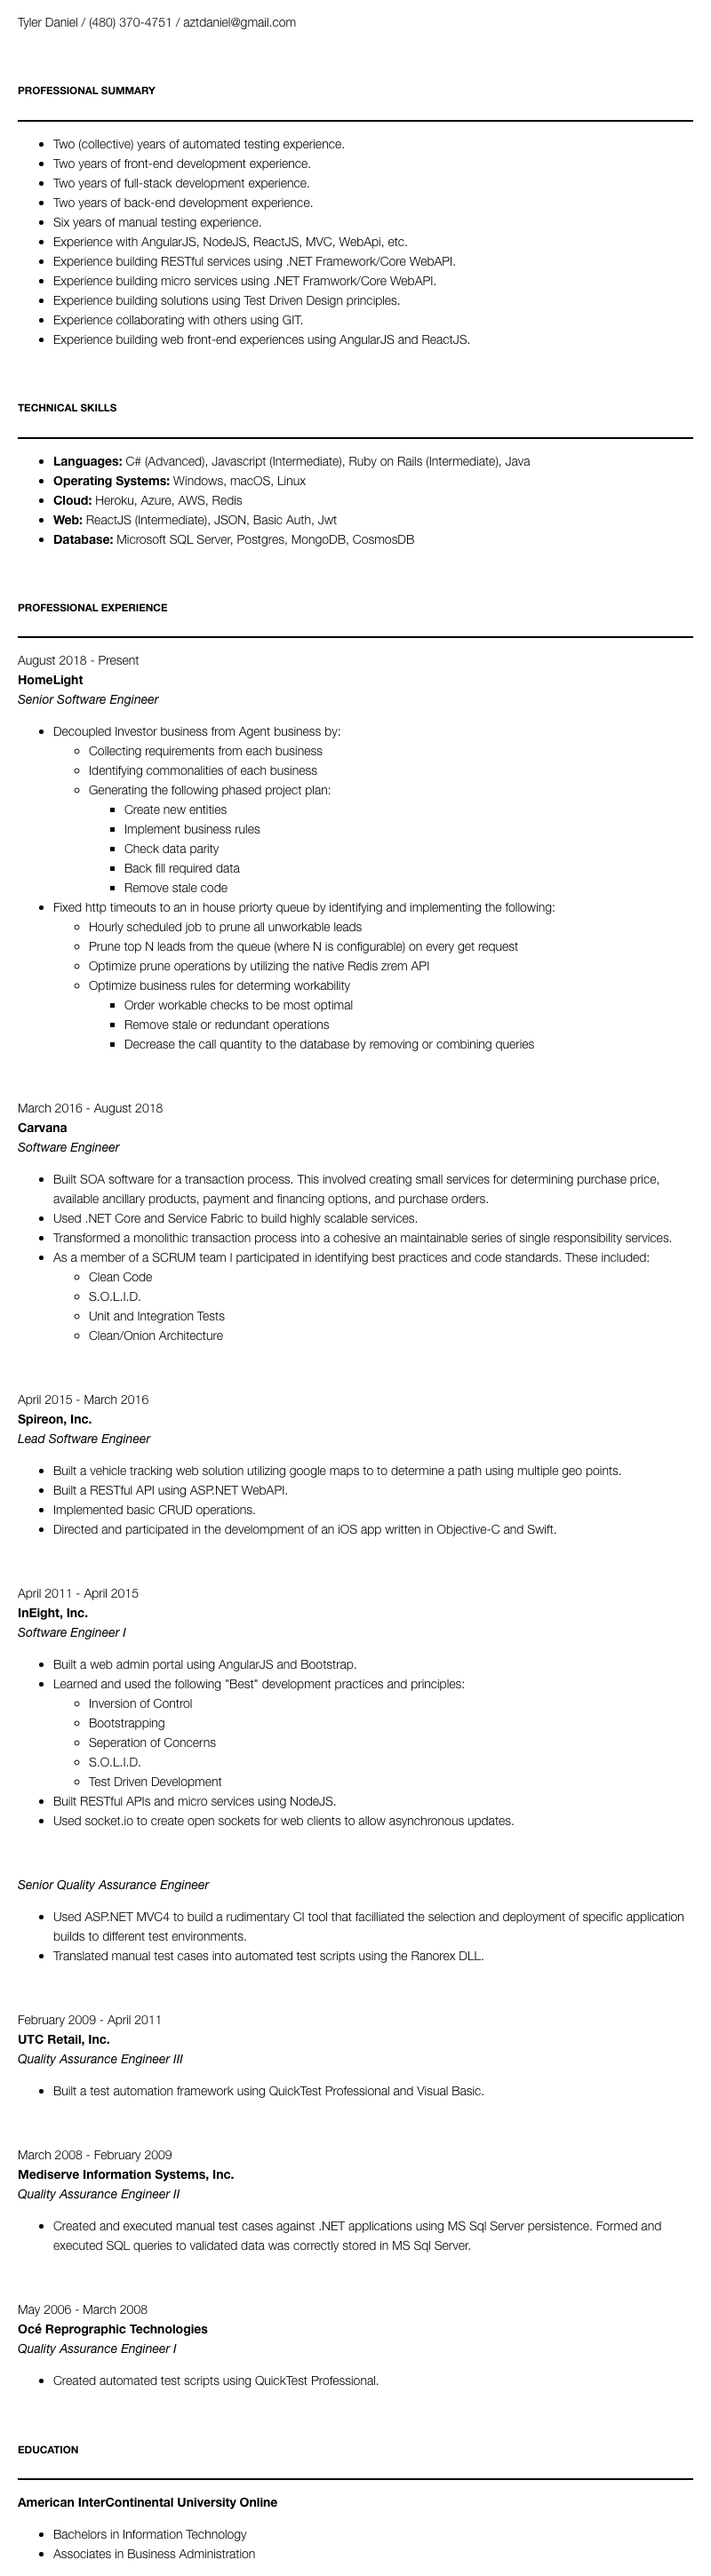 Tyler Daniel / (480) 370-4751 / aztdaniel@gmail.com
PROFESSIONAL SUMMARY
• Two (collective) years of automated testing experience.
• Two years of front-end development experience.
• Two years of full-stack development experience.
• Two years of back-end development experience.
• Six years of manual testing experience.
• Experience with AngularJS, NodeJS, ReactJS, MVC, WebApi, etc.
• Experience building RESTful services using .NET Framework/Core WebAPI.
• Experience building micro services using .NET Framwork/Core WebAPI.
• Experience building solutions using Test Driven Design principles.
• Experience collaborating with others using GIT.
• Experience building web front-end experiences using AngularJS and ReactJS.
TECHNICAL SKILLS
• Languages: C# (Advanced), Javascript (Intermediate), Ruby on Rails (Intermediate), Java
• Operating Systems: Windows, macOS, Linux
• Cloud: Heroku, Azure, AWS, Redis
• Web: ReactJS (Intermediate), JSON, Basic Auth, Jwt
• Database: Microsoft SQL Server, Postgres, MongoDB, CosmosDB
PROFESSIONAL EXPERIENCE
August 2018 - Present
HomeLight
Senior Software Engineer
• Decoupled Investor business from Agent business by:
◦ Collecting requirements from each business
◦ Identifying commonalities of each business
◦ Generating the following phased project plan:
▪ Create new entities
▪ Implement business rules
▪ Check data parity
▪ Back fill required data
▪ Remove stale code
• Fixed http timeouts to an in house priorty queue by identifying and implementing the following:
◦ Hourly scheduled job to prune all unworkable leads
◦ Prune top N leads from the queue (where N is configurable) on every get request
◦ Optimize prune operations by utilizing the native Redis zrem API
◦ Optimize business rules for determing workability
▪ Order workable checks to be most optimal
▪ Remove stale or redundant operations
▪ Decrease the call quantity to the database by removing or combining queries
March 2016 - August 2018
Carvana
Software Engineer
• Built SOA software for a transaction process. This involved creating small services for determining purchase price,
available ancillary products, payment and financing options, and purchase orders.
• Used .NET Core and Service Fabric to build highly scalable services.
• Transformed a monolithic transaction process into a cohesive an maintainable series of single responsibility services.
• As a member of a SCRUM team I participated in identifying best practices and code standards. These included:
◦ Clean Code
◦ S.O.L.I.D.
◦ Unit and Integration Tests
◦ Clean/Onion Architecture
April 2015 - March 2016
Spireon, Inc.
Lead Software Engineer
• Built a vehicle tracking web solution utilizing google maps to to determine a path using multiple geo points.
• Built a RESTful API using ASP.NET WebAPI.
• Implemented basic CRUD operations.
• Directed and participated in the develompment of an iOS app written in Objective-C and Swift.
April 2011 - April 2015
InEight, Inc.
Software Engineer I
• Built a web admin portal using AngularJS and Bootstrap.
• Learned and used the following "Best" development practices and principles:
◦ Inversion of Control
◦ Bootstrapping
◦ Seperation of Concerns
◦ S.O.L.I.D.
◦ Test Driven Development
• Built RESTful APIs and micro services using NodeJS.
• Used socket.io to create open sockets for web clients to allow asynchronous updates.
Senior Quality Assurance Engineer
• Used ASP.NET MVC4 to build a rudimentary CI tool that facilliated the selection and deployment of specific application
builds to different test environments.
• Translated manual test cases into automated test scripts using the Ranorex DLL.
February 2009 - April 2011
UTC Retail, Inc.
Quality Assurance Engineer III
• Built a test automation framework using QuickTest Professional and Visual Basic.
March 2008 - February 2009
Mediserve Information Systems, Inc.
Quality Assurance Engineer II
• Created and executed manual test cases against .NET applications using MS Sql Server persistence. Formed and
executed SQL queries to validated data was correctly stored in MS Sql Server.
May 2006 - March 2008
Océ Reprographic Technologies
Quality Assurance Engineer I
• Created automated test scripts using QuickTest Professional.
EDUCATION
American InterContinental University Online
• Bachelors in Information Technology
• Associates in Business Administration